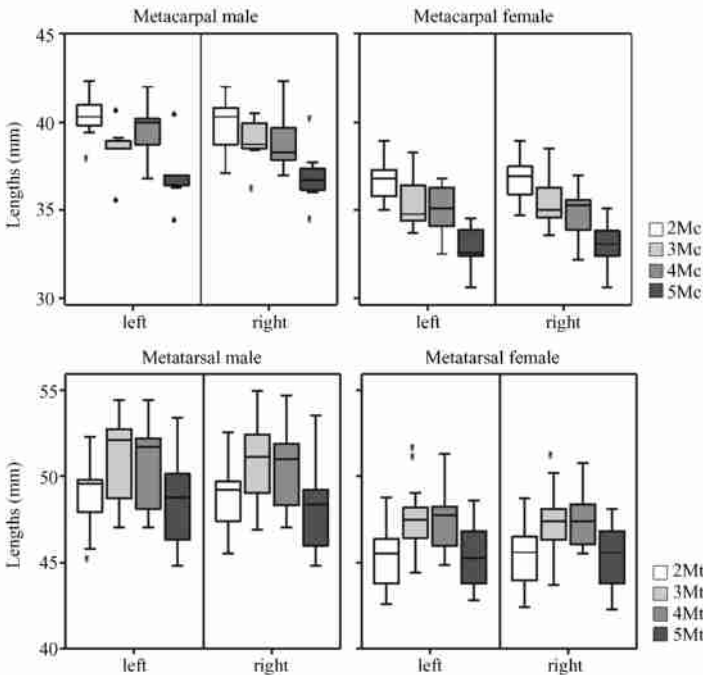 Metacarpal male
Metacarpal female
45
40
35
30
Lengths (mm)
left
right
left
right
2Mc
3Mc
4Mc
5Mc
Metatarsal male
Metatarsal female
55
50
45
40
Lengths (mm)
left
right
left
right
2Mt
3Mt
4Mt
5Mt